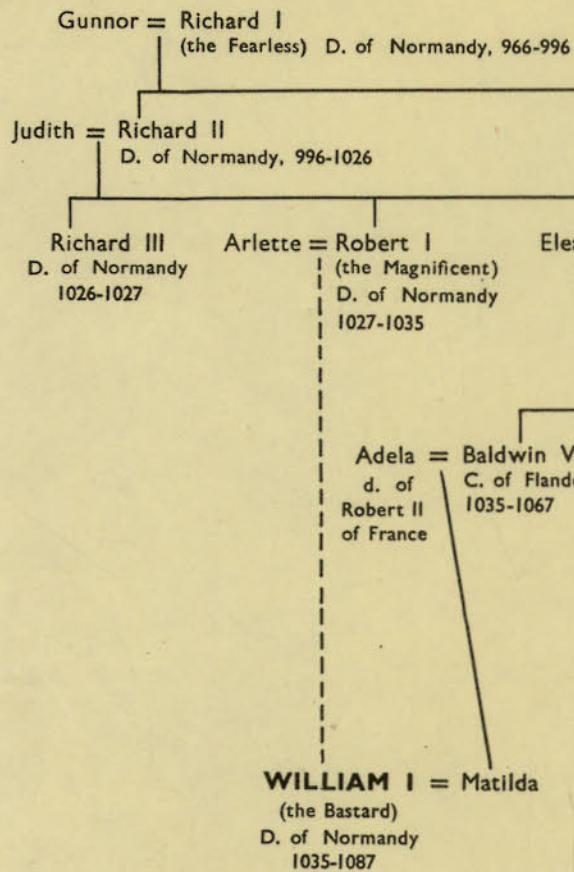 Gunnor = Richard I
(the Fearless) D. of Normandy, 966-996
Judith = Richard II
D. of Normandy, 996-1026
Richard III
D. of Normandy
1026-1027
Arlette = Robert I
(the Magnificent)
D. of Normandy
1027-1035
Adela = Baldwin V
d. of
Robert II
of France
C. of
1035-1067
WILLIAM I = Matilda
(the Bastard)
D. of Normandy
1035-1087